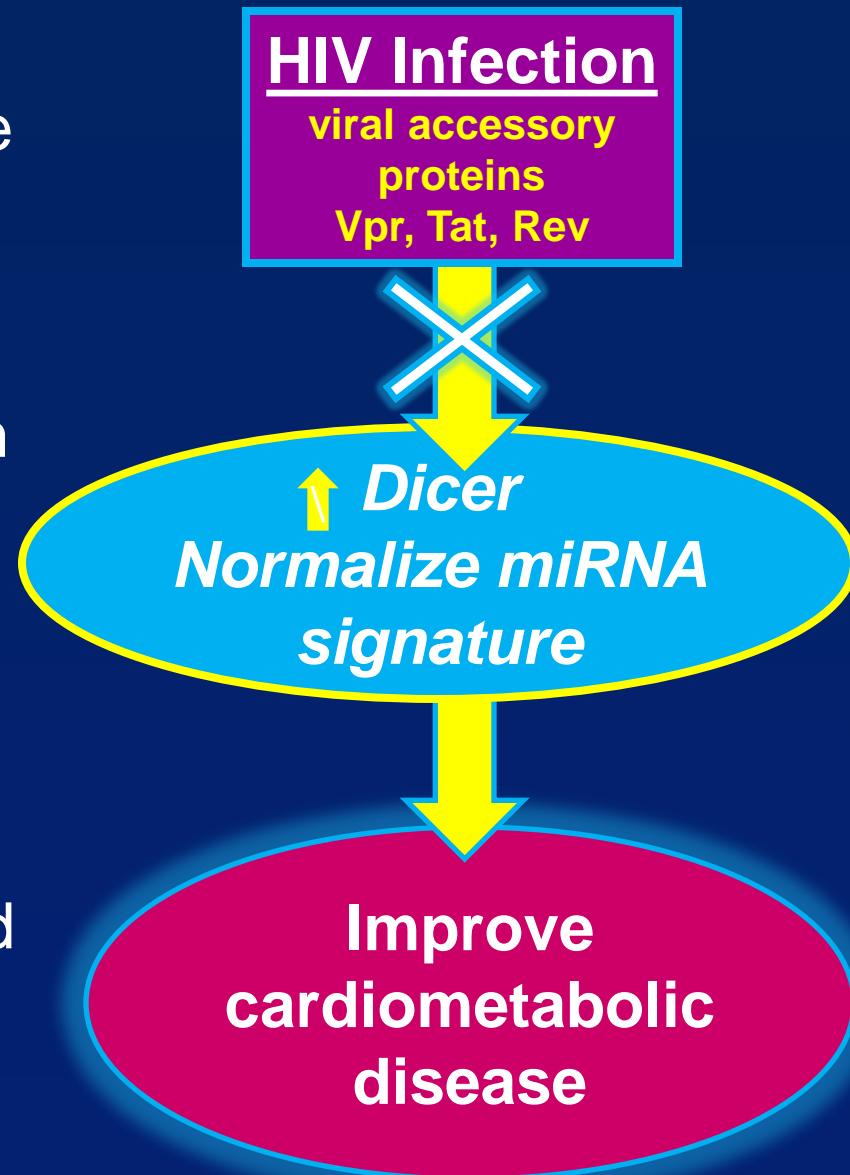 HIV Infection
viral accessory
proteins
Vpr, Tat, Rev
Dicer
Normalize miRNA
signature
Improve
cardiometabolic
disease